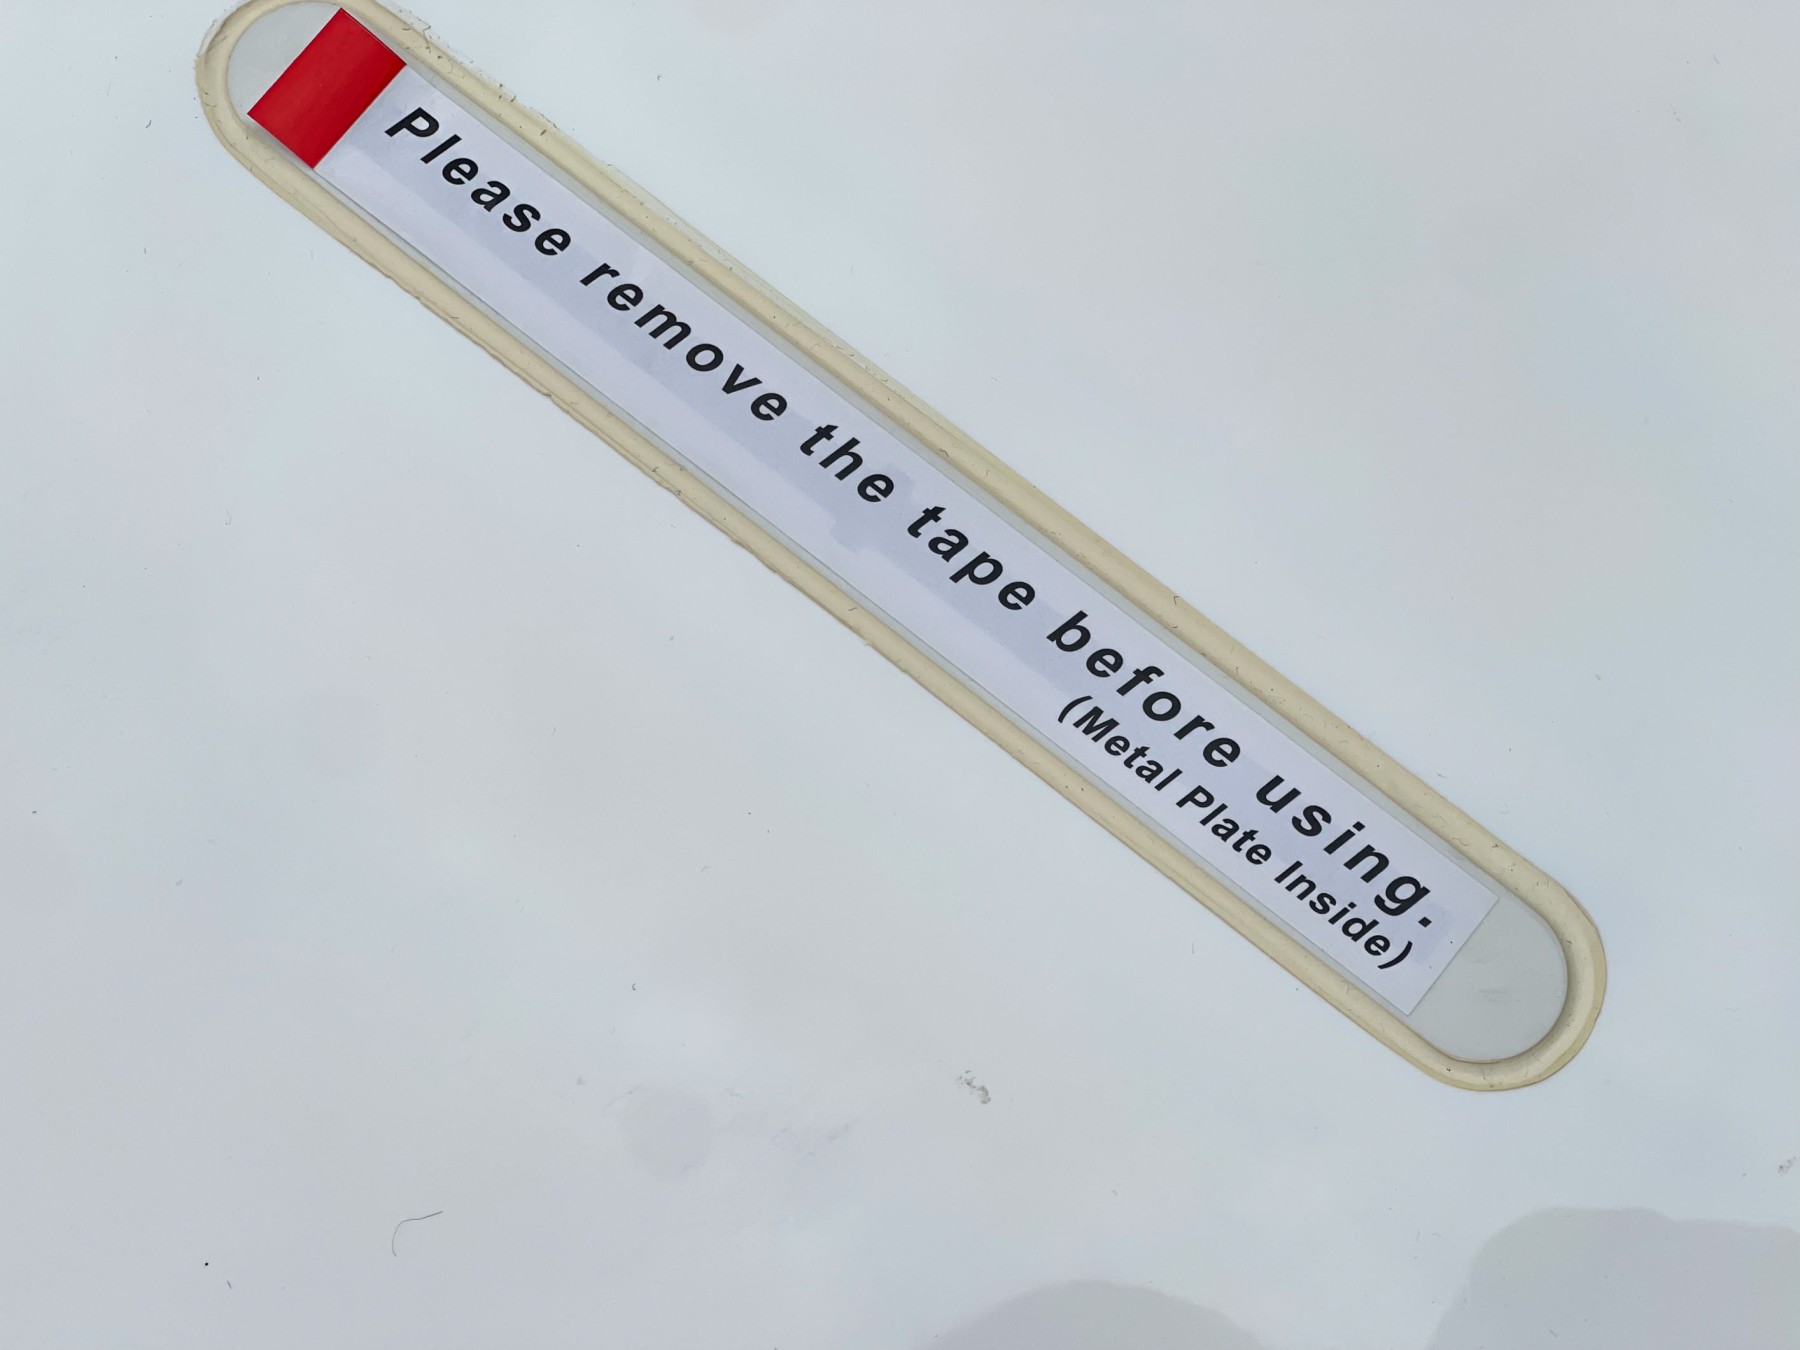 Please remove the tape before using.
(Metal Plate Inside)